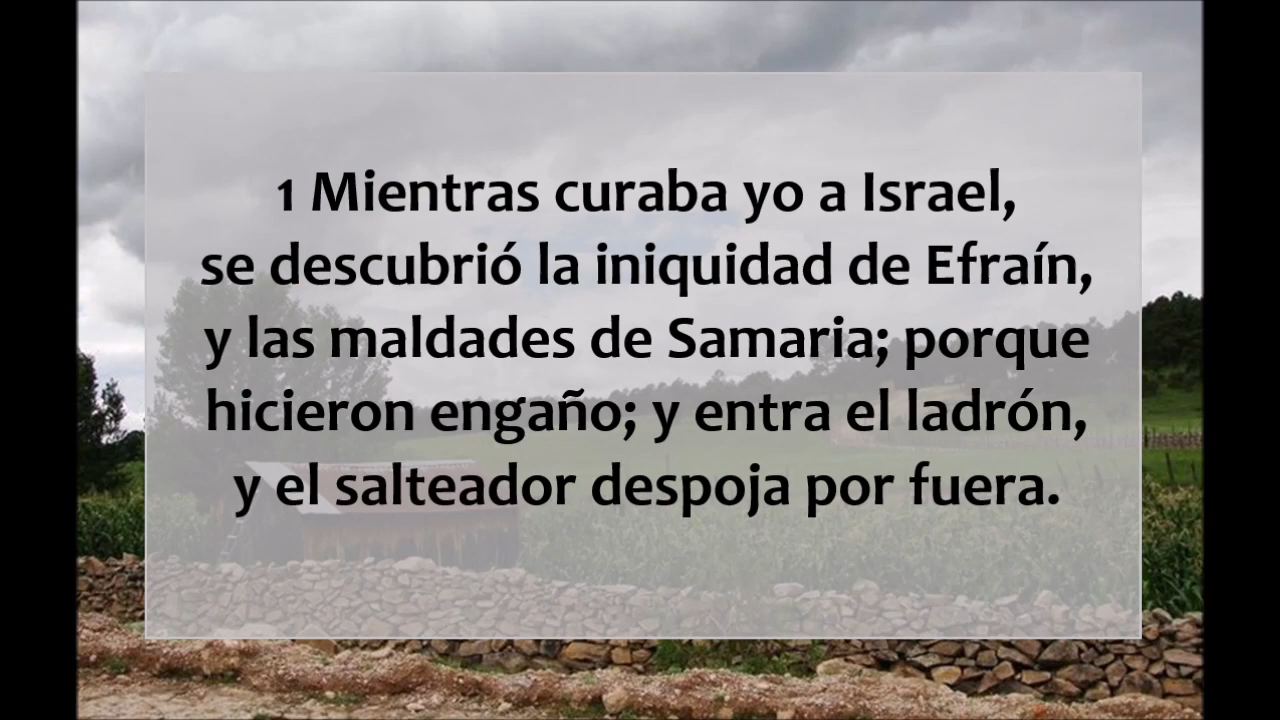 1 Mientras curaba yo a Israel,
se descubrió la iniquidad de Efraín,
y las maldades de Samaria; porque
hicieron engaño; y entra el ladrón,
y el salteador despoja por fuera.